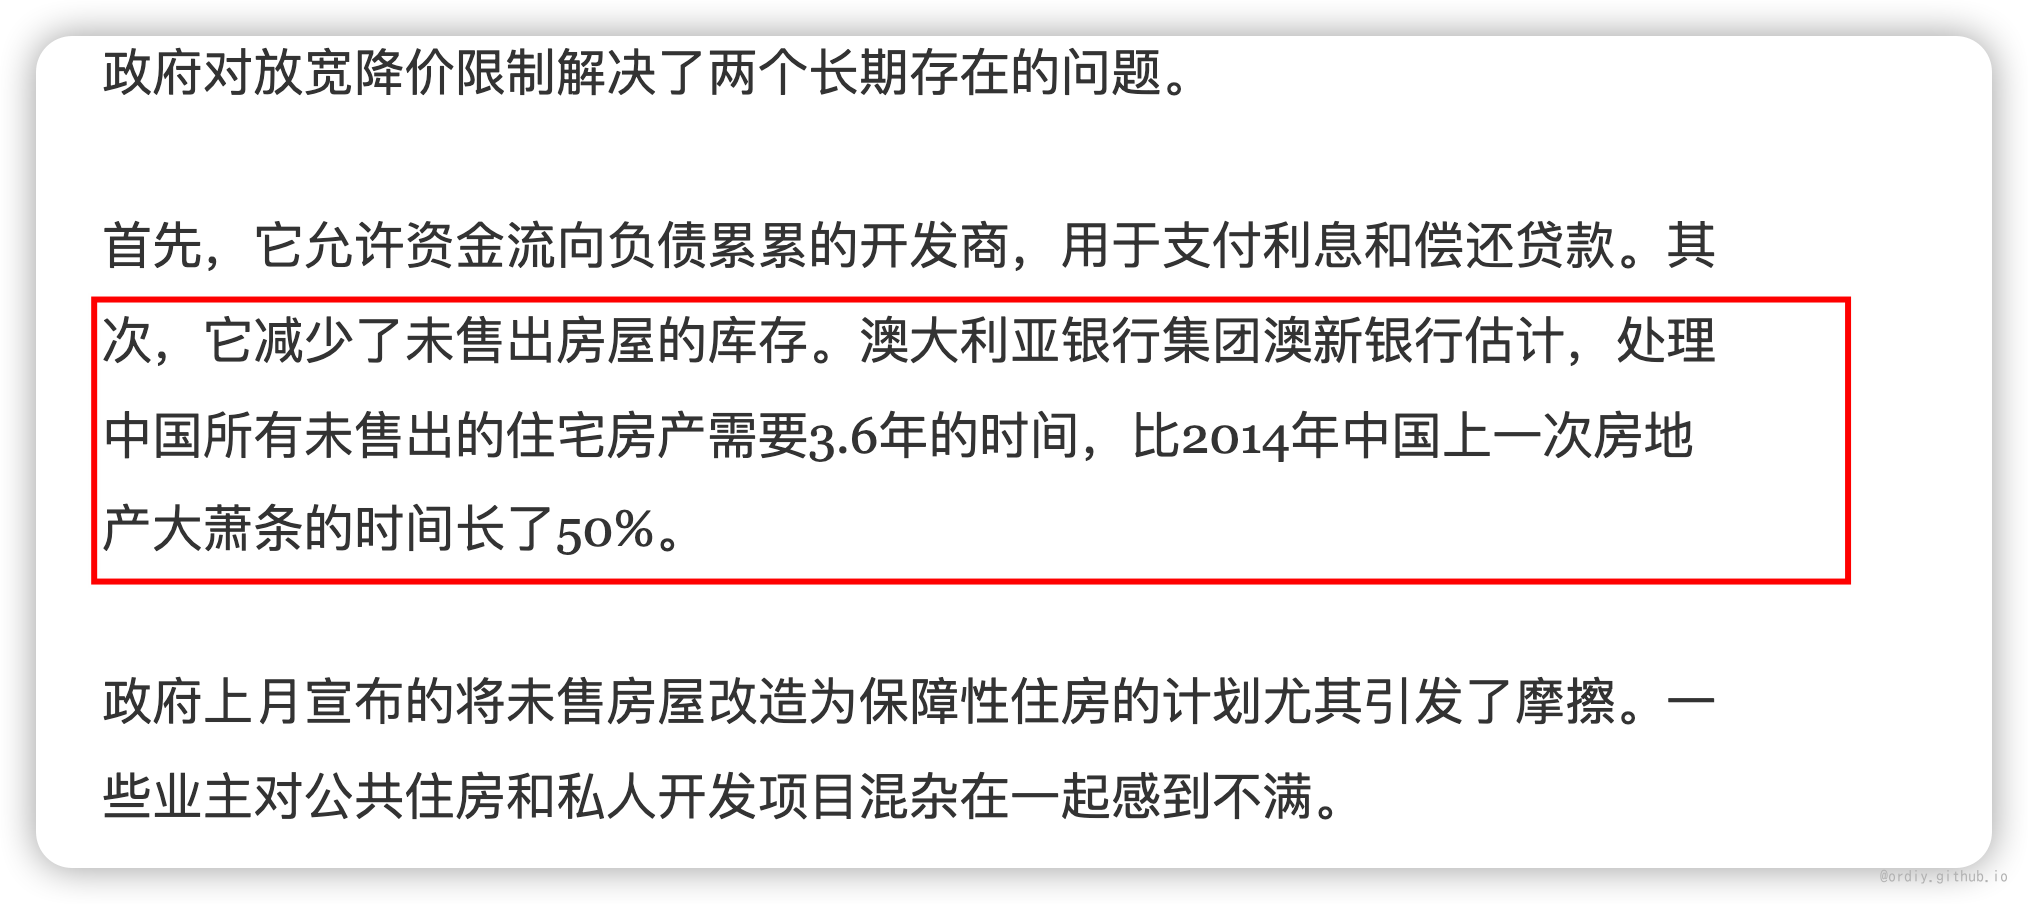 政府对放宽降价限制解决了两个长期存在的问题。
首先，它允许资金流向负债累累的开发商，用于支付利息和偿还贷款。其
次，它减少了未售出房屋的库存。澳大利亚银行集团澳新银行估计，处理
中国所有未售出的住宅房产需要3.6年的时间，比2014年中国上一次房地
产大萧条的时间长了50%。
政府上月宣布的将未售房屋改造为保障性住房的计划尤其引发了摩擦。一
些业主对公共住房和私人开发项目混杂在一起感到不满。
@ordiy.github.io